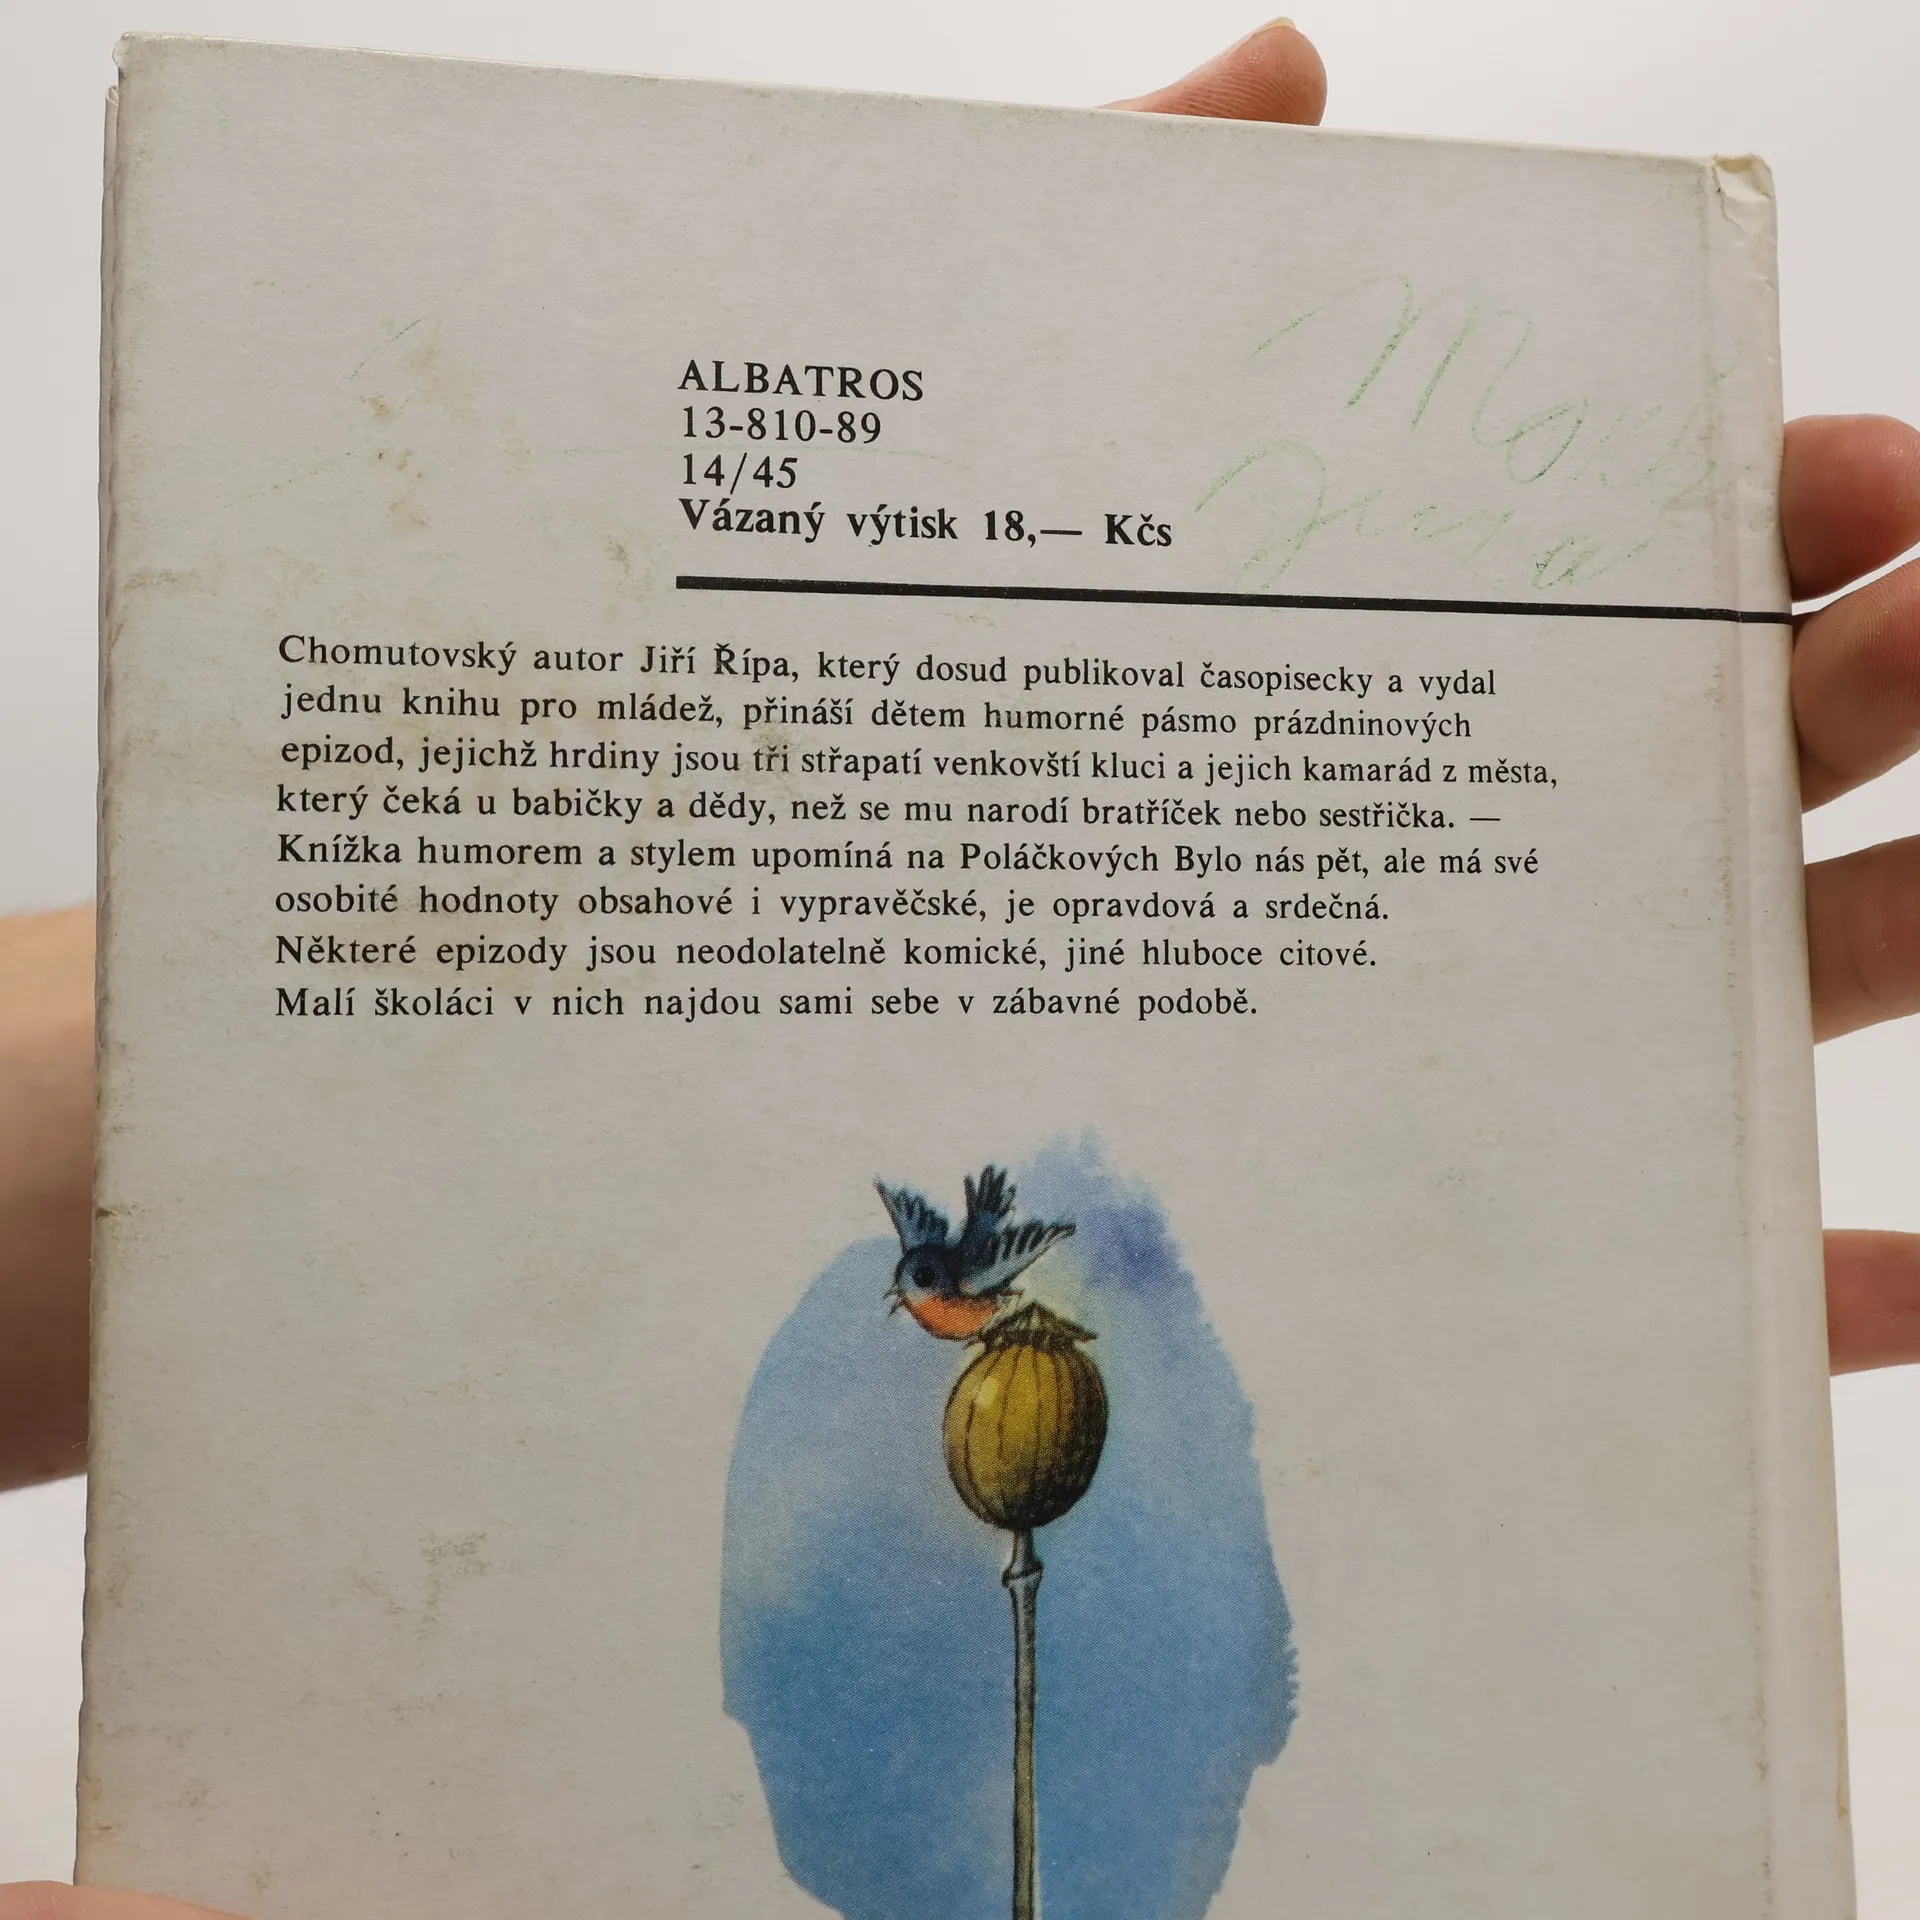 ALBATROS
13-810-89
14/45
Vázaný výtisk 18,— Kčs
Chomutovský autor Jiří Řípa, který dosud publikoval časopisecky a vydal
jednu knihu pro mládež, přináší dětem humorné pásmo prázdninových
epizod, jejichž hrdiny jsou tři střapatí venkovští kluci a jejich kamarád z města,
který čeká u babičky a dědy, než se mu narodí bratříček nebo sestřička. —
Knížka humorem a stylem upomíná na Poláčkových Bylo nás pět, ale má své
osobité hodnoty obsahové i vypravěčské, je opravdová a srdečná.
Některé epizody jsou neodolatelně komické, jiné hluboce citové.
Malí školáci v nich najdou sami sebe v zábavné podobě.